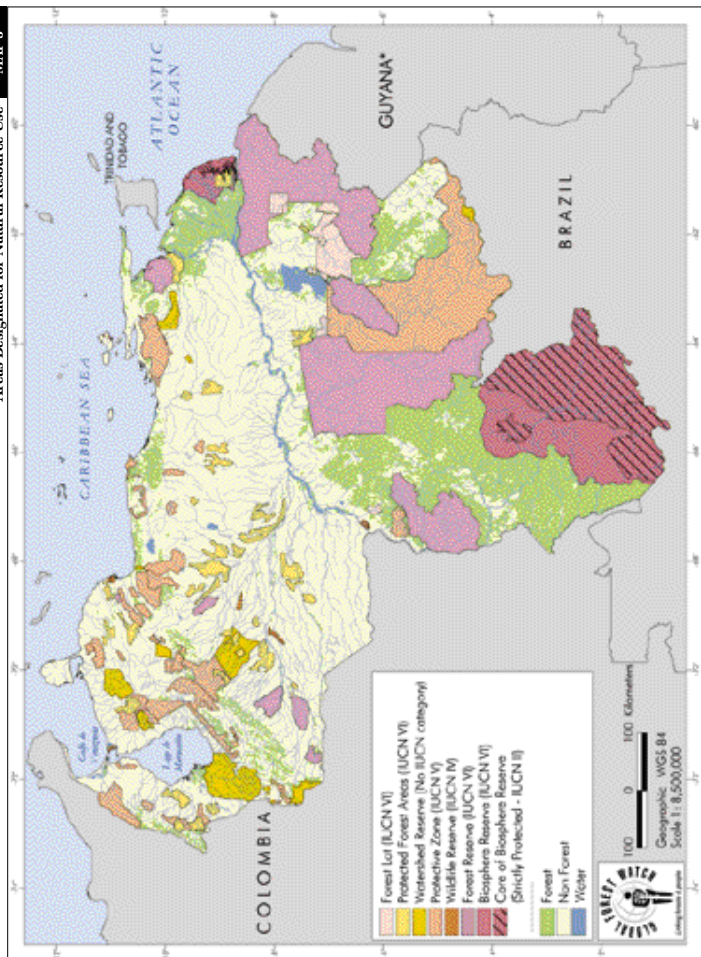 Areas Designated for Natural Resource Use
CARIBBEAN SEA
TRINIDAD AND
TOBAGO
ATLANTIC
OCEAN
GUYANA*
BRAZIL
COLOMBIA
Forest Lot (IUCN VI)
Protected Forest Areas (IUCN VI)
Watershed Reserve (No IUCN category)
Protective Zone (IUCN V)
Wildlife Reserve (IUCN IV)
Forest Reserve (IUCN VI)
Biosphere Reserve (IUCN VI)
Core of Biosphere Reserve
(Strictly Protected - IUCN II)
Forest
Non Forest
Water
100 0 100 Kilometers
Geographic WGS 84
Scale 1: 8,500,000
GLOBAL FOREST WATCH